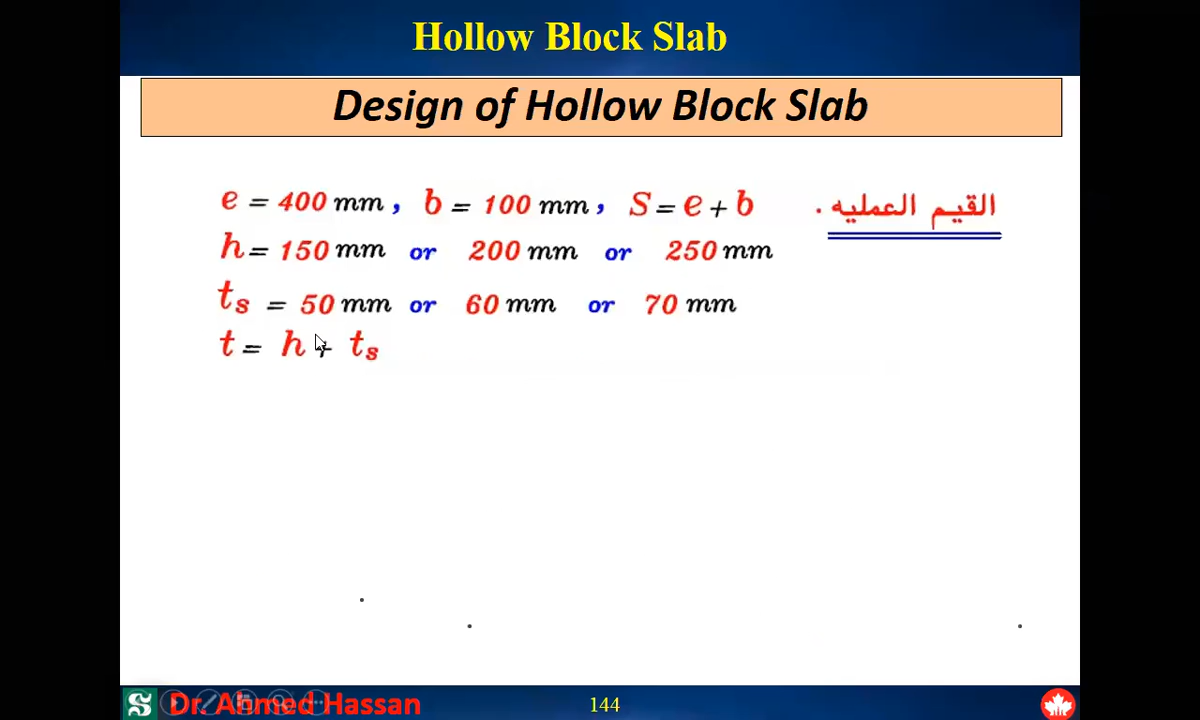 Hollow Block Slab
Design of Hollow Block Slab
e = 400 mm , b = 100 mm , S = e + b القيم العمليه .
h = 150 mm or 200 mm or 250 mm
ts = 50 mm or 60 mm or 70 mm
t = h + ts
Dr. Ahmed Hassan 144